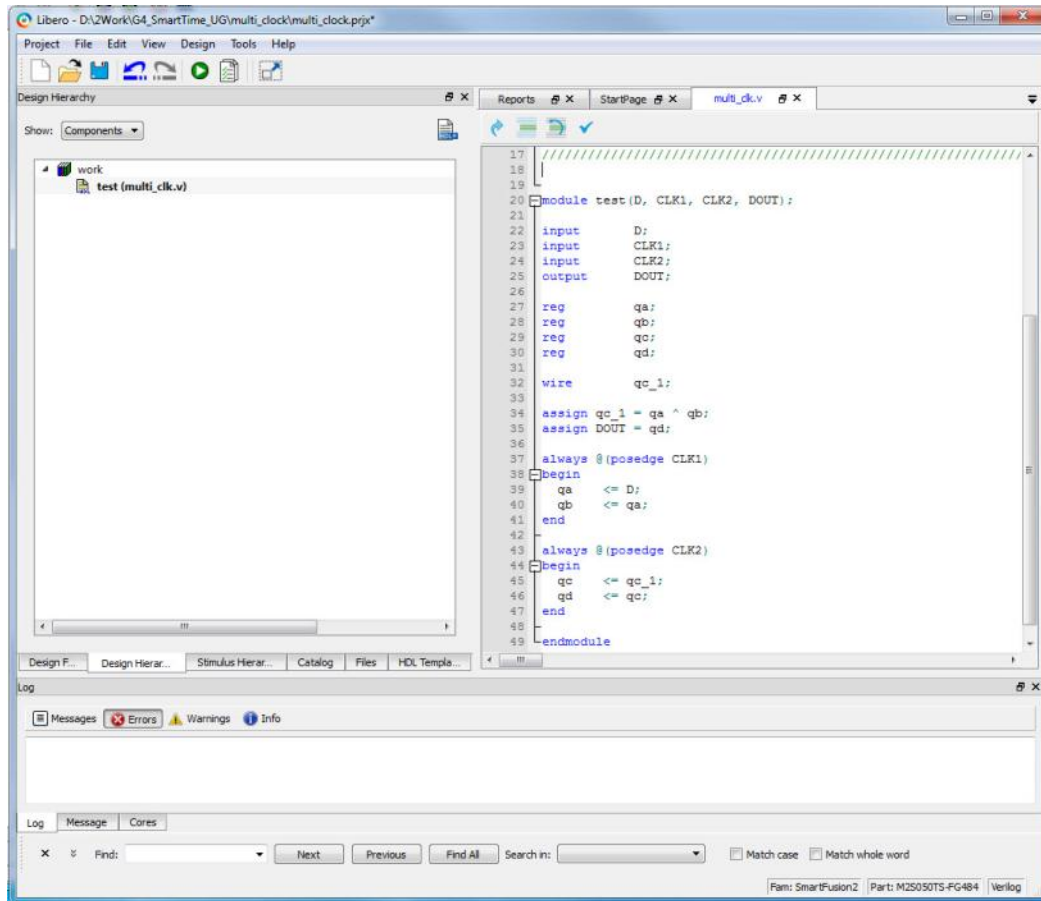 Libero - D:\2Work\G4_SmartTime_UG\multi_clock\multi_clock.prjx*
Project File Edit View Design Tools Help
Design Hierarchy
Reports StartPage multi_clk.v
Show: Components
work
test (multi_clk.v)
17 //////////////////////////////////////////////////////////////
18
19
20 module test(D, CLK1, CLK2, DOUT);
21
22 input D;
23 input CLK1;
24 input CLK2;
25 output DOUT;
26
27 reg qa;
28 reg qb;
29 reg qc;
30 reg qd;
31
32 wire qc_1;
33
34 assign qc_1 = qa ^ qb;
35 assign DOUT = qd;
36
37 always @(posedge CLK1)
38 begin
39 qa <= D;
40 qb <= qa;
41 end
42
43 always @(posedge CLK2)
44 begin
45 qc <= qc_1;
46 qd <= qc;
47 end
48
49 endmodule
Design F... Design Hierar... Stimulus Hierar... Catalog Files HDL Templa...
Log
Messages Errors Warnings Info
Log Message Cores
Find: Next Previous Find All Search in: Match case Match whole word
Fam: SmartFusion2 Part: M2S050TS-FG484 Verilog